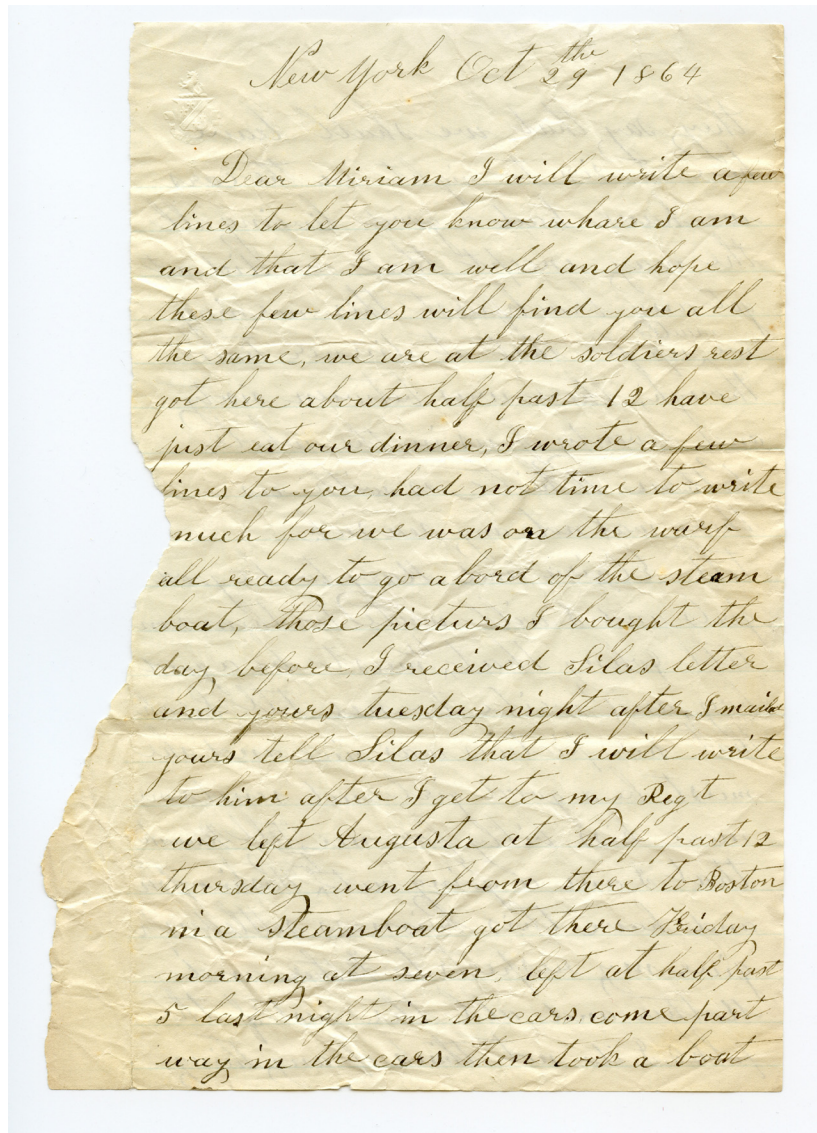 New York Oct 29th 1864
Dear Miriam I will write a few
lines to let you know whare I am
and that I am well and hope
these few lines will find you all
the same, we are at the soldiers rest
got here about half past 12 have
just eat our dinner, I wrote a few
lines to you, had not time to write
much for we was on the warf
all ready to go abord of the steam
boat, those picturs I bought the
day before, I received Silas letter
and yours tuesday night after I mailed
yours tell Silas that I will write
to him after I get to my Regt
we left Augusta at half past 12
thursday went from there to Boston
in a steamboat got there Friday
morning at seven, left at half past
5 last night in the cars come part
way in the cars then took a boat